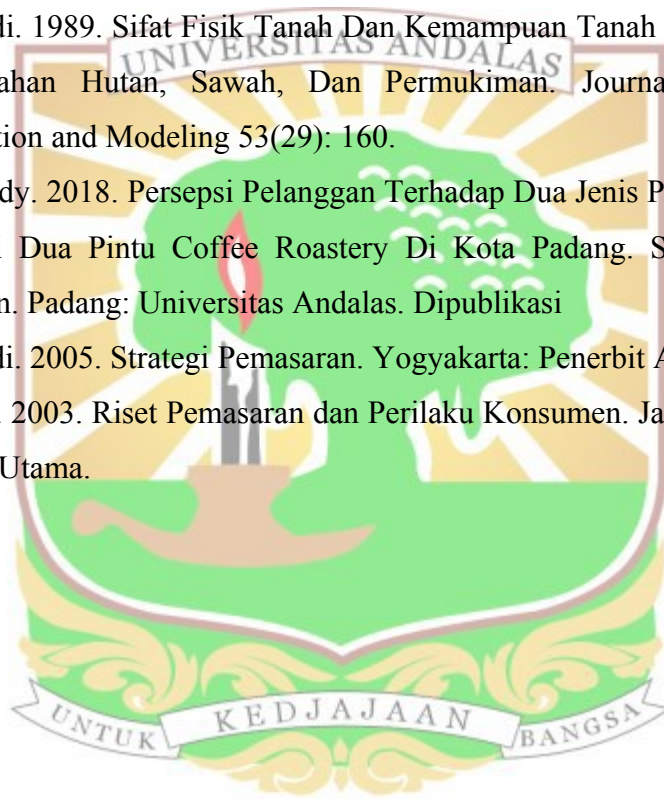 di. 1989. Sifat Fisik Tanah Dan Kemampuan Tanah
UNIVERSITAS ANDALAS
ahan Hutan, Sawah, Dan Permukiman. Journa
tion and Modeling 53(29): 160.
dy. 2018. Persepsi Pelanggan Terhadap Dua Jenis P
Dua Pintu Coffee Roastery Di Kota Padang. S
n. Padang: Universitas Andalas. Dipublikasi
di. 2005. Strategi Pemasaran. Yogyakarta: Penerbit A
. 2003. Riset Pemasaran dan Perilaku Konsumen. Ja
Utama.
UNTUK KEDJAJAAN BANGSA